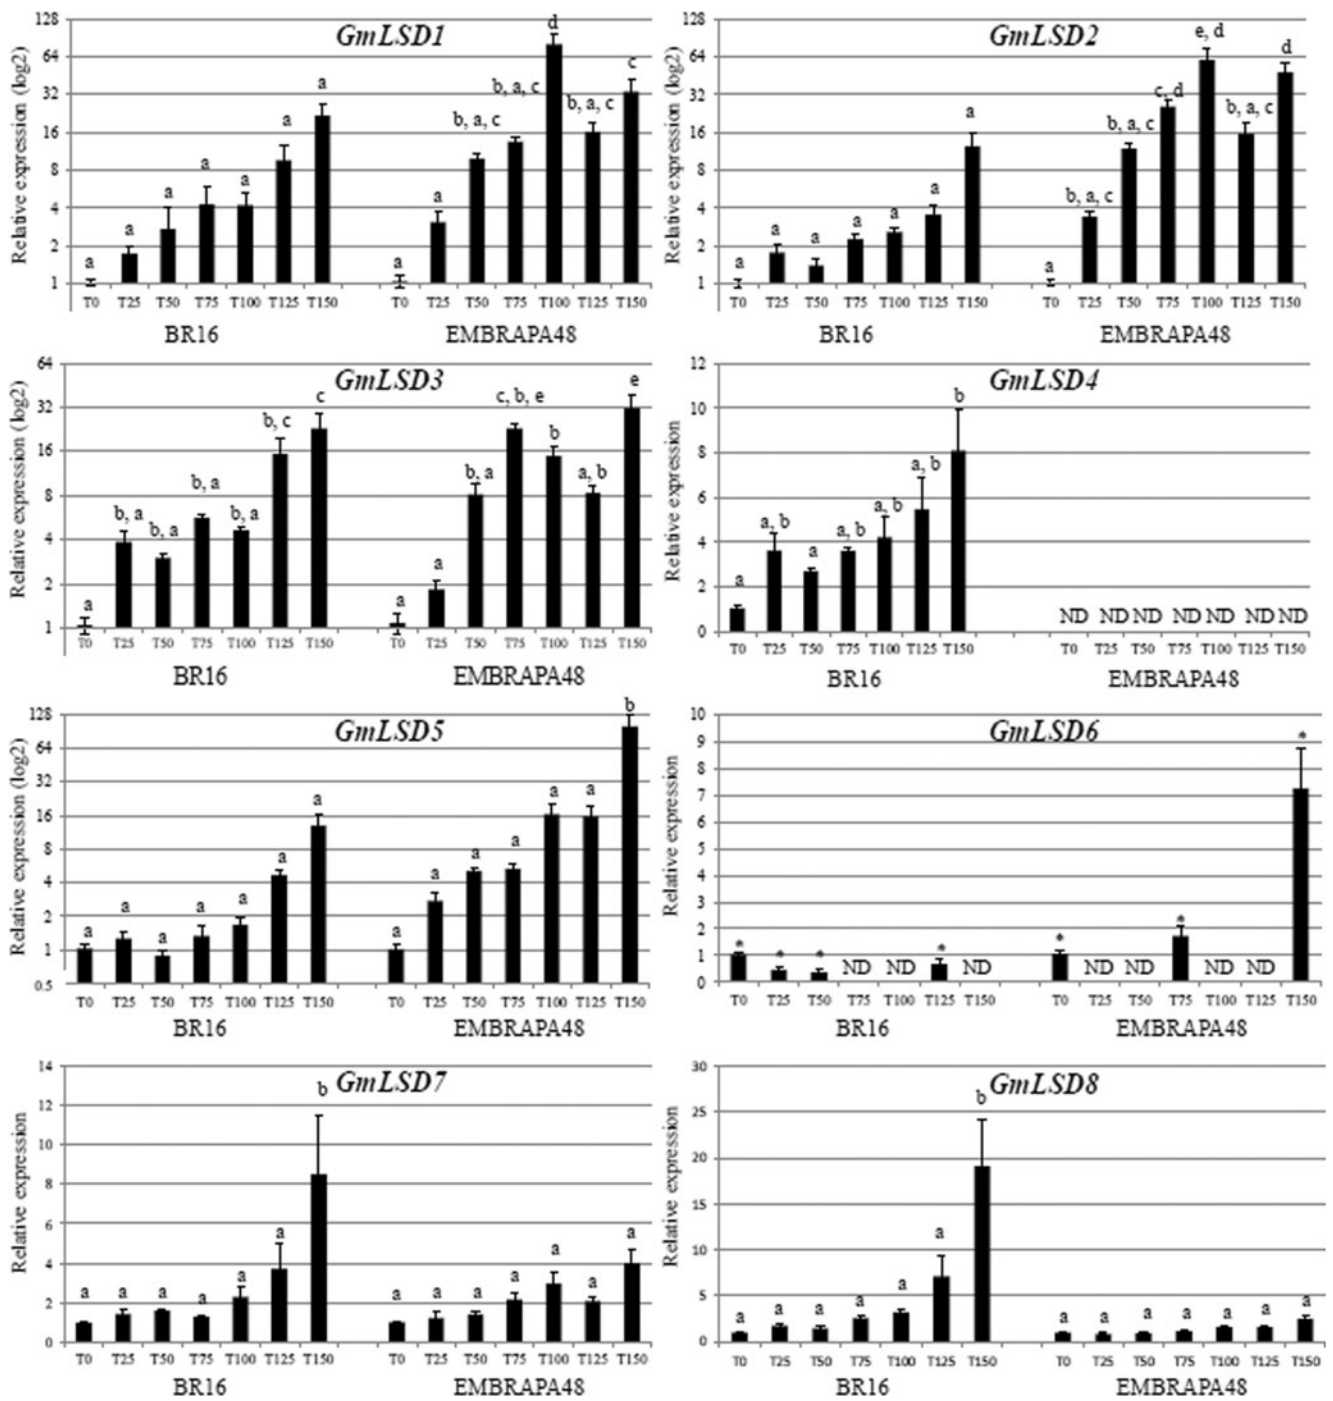 GmLSD1
Relative expression (log2)
128
64
32
16
8
4
2
1
a a a a a a a
a b, a, c b, a, c d b, a, c c
T0 T25 T50 T75 T100 T125 T150 T0 T25 T50 T75 T100 T125 T150
BR16 EMBRAPA48
GmLSD2
Relative expression (log2)
128
64
32
16
8
4
2
1
a a a a a a a
a b, a, c b, a, c c, d e, d b, a, c d
T0 T25 T50 T75 T100 T125 T150 T0 T25 T50 T75 T100 T125 T150
BR16 EMBRAPA48
GmLSD3
Relative expression (log2)
64
32
16
8
4
2
1
a b, a b, a b, a b, a b, c c
a a b, a c, b, e b a, b e
T0 T25 T50 T75 T100 T125 T150 T0 T25 T50 T75 T100 T125 T150
BR16 EMBRAPA48
GmLSD4
Relative expression
12
10
8
6
4
2
0
a a, b a a, b a, b a, b b
ND ND ND ND ND ND ND
T0 T25 T50 T75 T100 T125 T150 T0 T25 T50 T75 T100 T125 T150
BR16 EMBRAPA48
GmLSD5
Relative expression (log2)
128
64
32
16
8
4
2
1
0.5
a a a a a a a
a a a a a a b
T0 T25 T50 T75 T100 T125 T150 T0 T25 T50 T75 T100 T125 T150
BR16 EMBRAPA48
GmLSD6
Relative expression
10
9
8
7
6
5
4
3
2
1
0
* * * ND ND * ND
* ND ND * ND ND *
T0 T25 T50 T75 T100 T125 T150 T0 T25 T50 T75 T100 T125 T150
BR16 EMBRAPA48
GmLSD7
Relative expression
14
12
10
8
6
4
2
0
a a a a a a b
a a a a a a a
T0 T25 T50 T75 T100 T125 T150 T0 T25 T50 T75 T100 T125 T150
BR16 EMBRAPA48
GmLSD8
Relative expression
30
25
20
15
10
5
0
a a a a a a b
a a a a a a a
T0 T25 T50 T75 T100 T125 T150 T0 T25 T50 T75 T100 T125 T150
BR16 EMBRAPA48